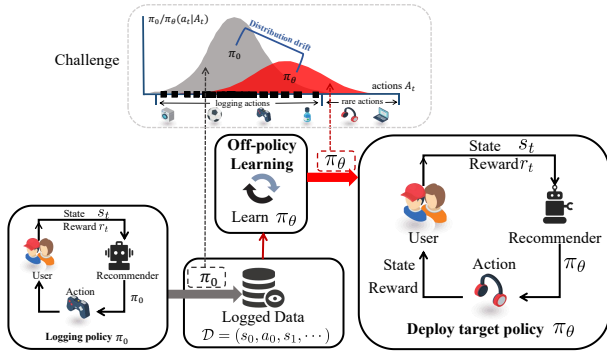 π₀/πθ(aₜ|Aₜ)
Distribution drift
Challenge
π₀
πθ
actions Aₜ
logging actions
rare actions
Off-policy
Learning
Learn πθ
πθ
State sₜ
Reward rₜ
User
Recommender
Action
π₀
Logging policy π₀
π₀
Logged Data
𝒟 = (s₀, a₀, s₁, ⋯)
State sₜ
Reward rₜ
User
Recommender
State
Reward
Action
πθ
Deploy target policy πθ